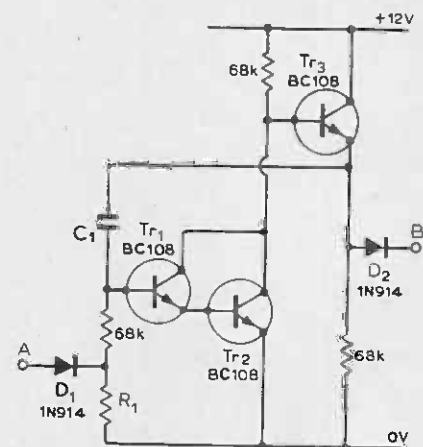 +12V
68k
Tr3
BC108
C1
Tr1
BC108
B
D2
1N914
68k
A
D1
1N914
R1
Tr2
BC108
68k
0V